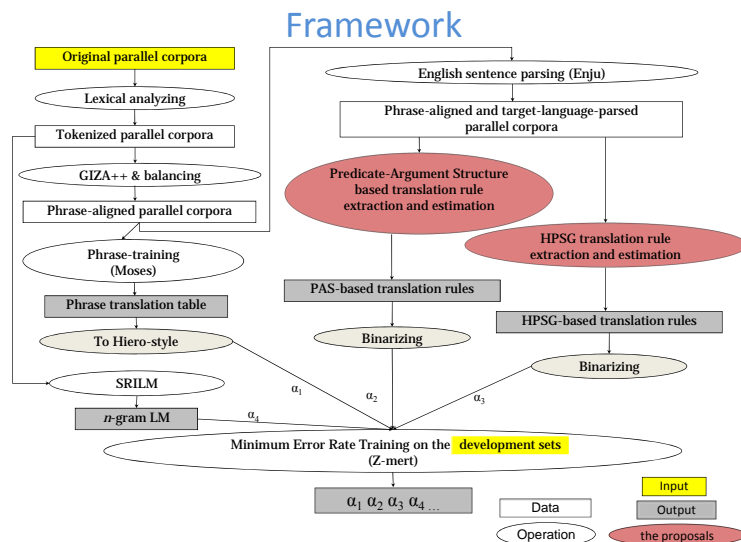 Framework
Original parallel corpora
Lexical analyzing
Tokenized parallel corpora
GIZA++ & balancing
Phrase-aligned parallel corpora
Phrase-training
(Moses)
Phrase translation table
To Hiero-style
SRILM
n-gram LM
English sentence parsing (Enju)
Phrase-aligned and target-language-parsed
parallel corpora
Predicate-Argument Structure
based translation rule
extraction and estimation
PAS-based translation rules
Binarizing
HPSG translation rule
extraction and estimation
HPSG-based translation rules
Binarizing
α1
α2
α3
α4
Minimum Error Rate Training on the development sets
(Z-mert)
α1 α2 α3 α4 ...
Input
Data
Output
Operation
the proposals